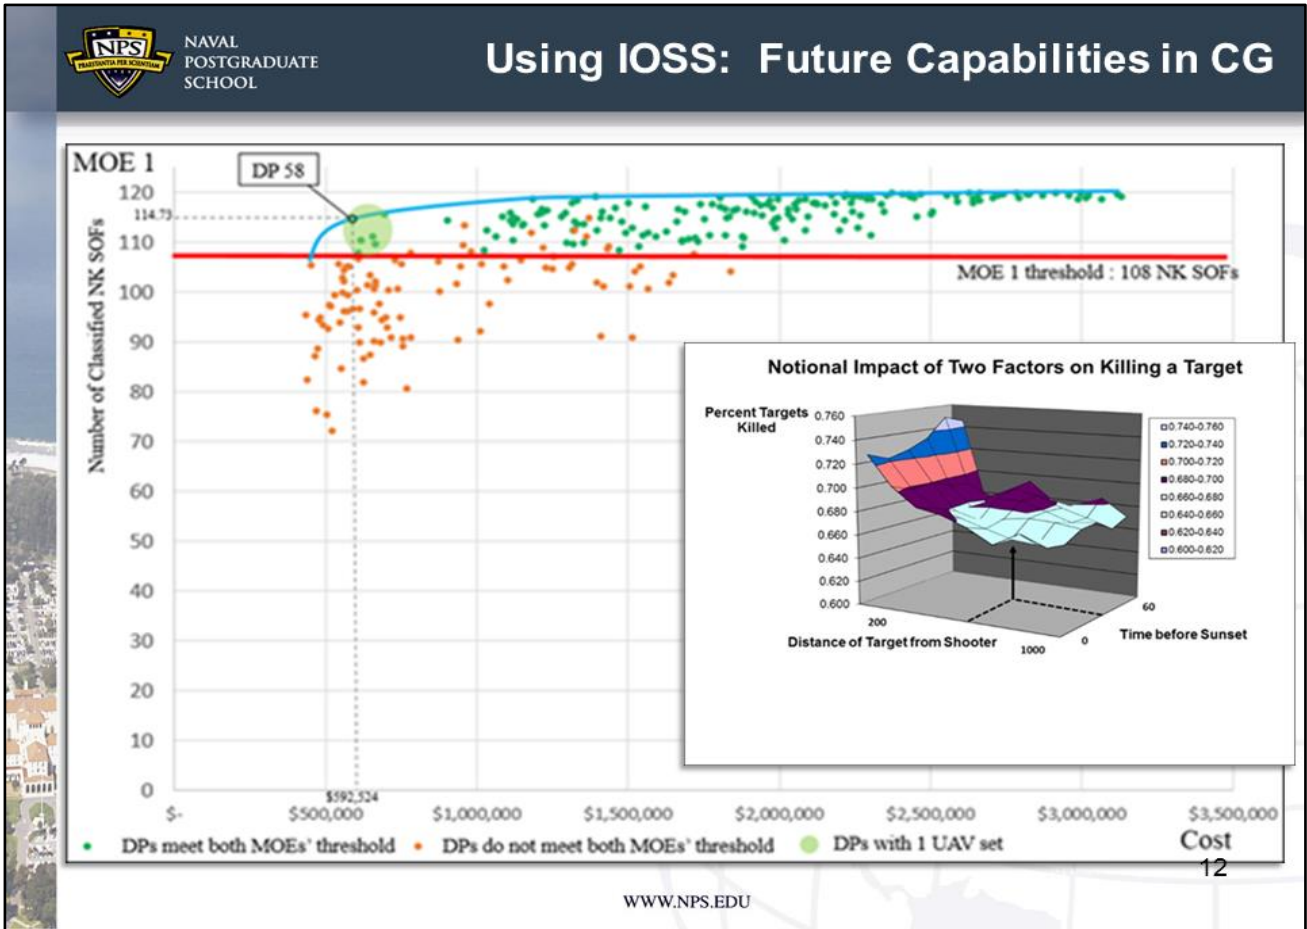 NPS
PRAESTANTIA PER SCIENTIAM
NAVAL
POSTGRADUATE
SCHOOL
Using IOSS: Future Capabilities in CG
MOE 1
DP 58
120
114.73
110
100
90
80
70
60
50
40
30
20
10
0
Number of Classified NK SOFs
MOE 1 threshold : 108 NK SOFs
Notional Impact of Two Factors on Killing a Target
Percent Targets
Killed
0.760
0.740
0.720
0.700
0.680
0.660
0.640
0.620
0.600
0.740-0.760
0.720-0.740
0.700-0.720
0.680-0.700
0.660-0.680
0.640-0.660
0.620-0.640
0.600-0.620
200
1000
Distance of Target from Shooter
0
60
Time before Sunset
$592,524
$- $500,000 $1,000,000 $1,500,000 $2,000,000 $2,500,000 $3,000,000 $3,500,000
DPs meet both MOEs' threshold DPs do not meet both MOEs' threshold DPs with 1 UAV set
Cost
12
WWW.NPS.EDU